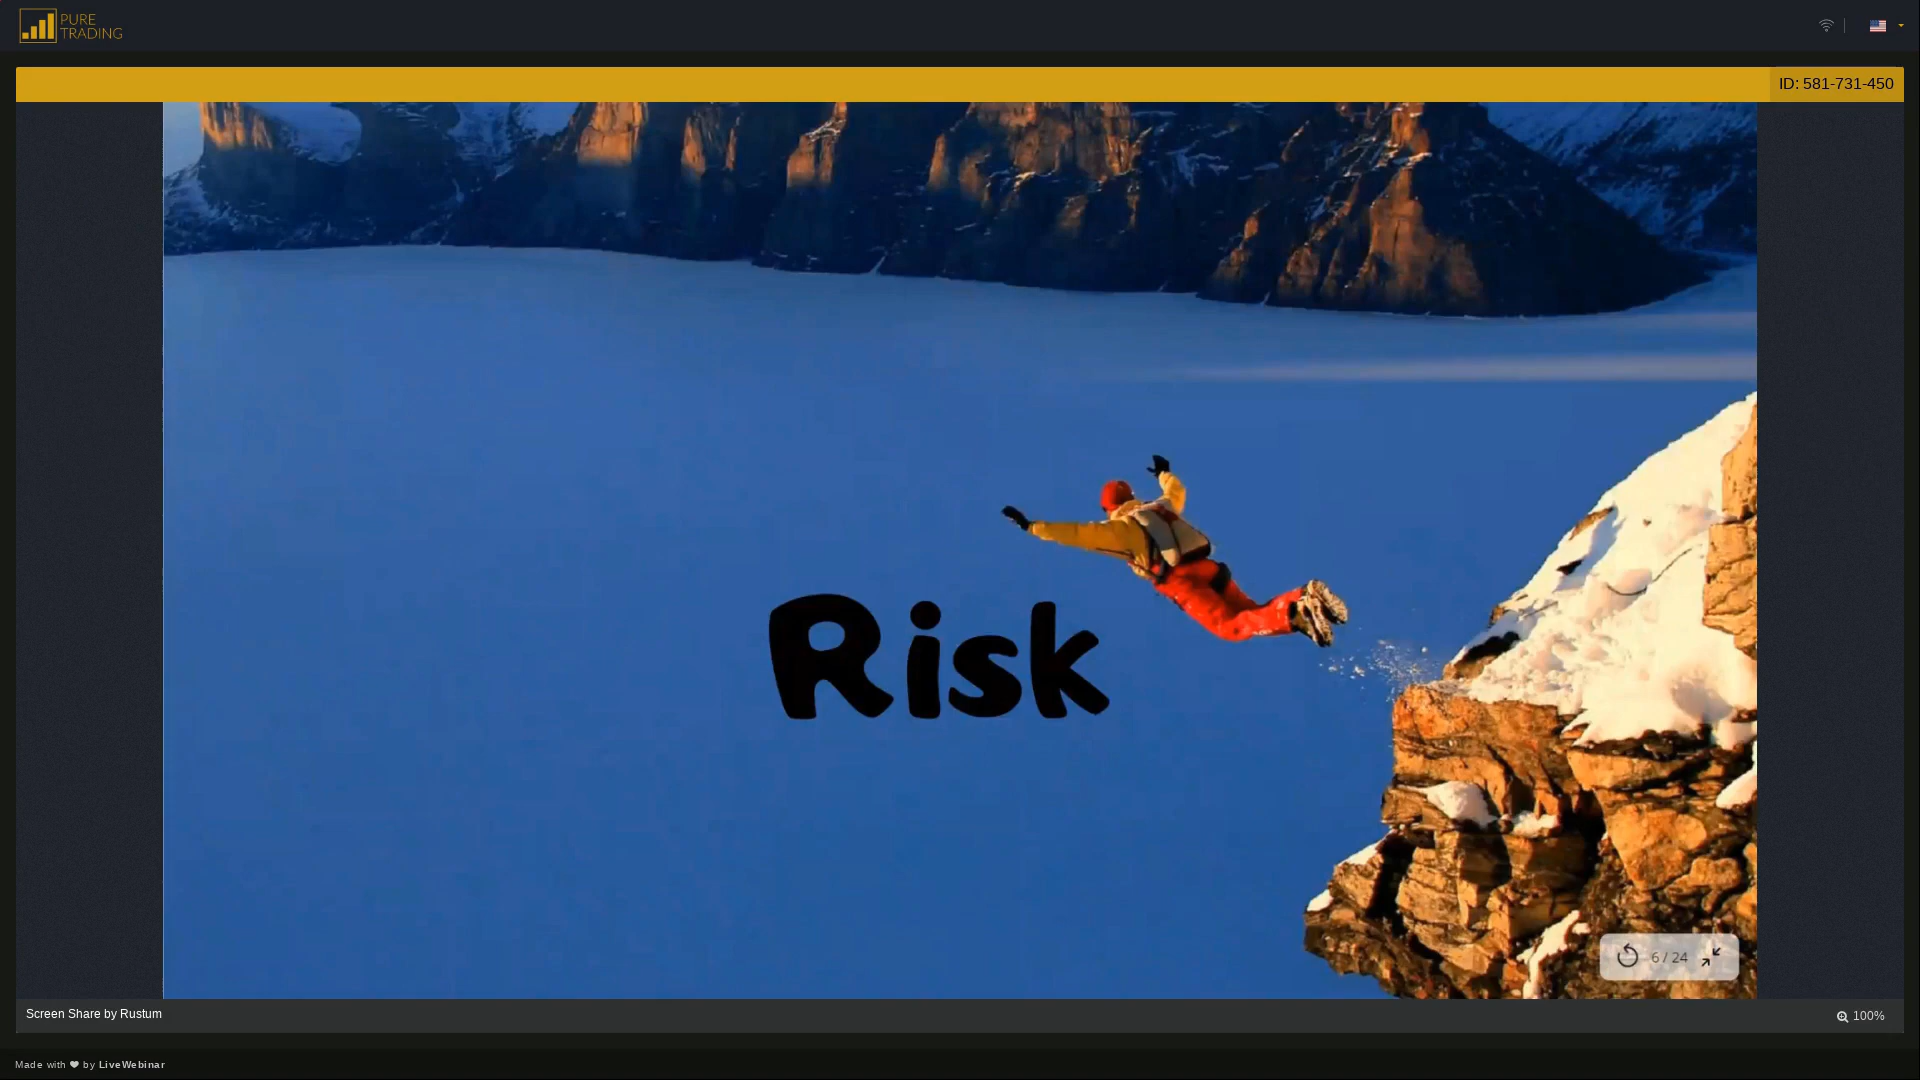 PURE
TRADING
ID: 581-731-450
Risk
6 / 24
Screen Share by Rustum
100%
Made with by LiveWebinar